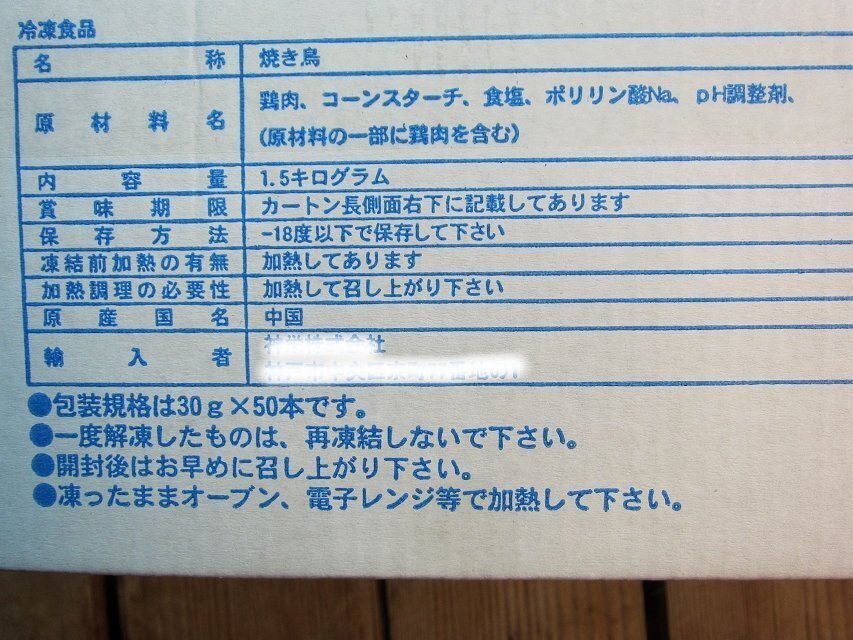 冷凍食品
名称 焼き鳥
原材料名 鶏肉、コーンスターチ、食塩、ポリリン酸Na、pH調整剤、
(原材料の一部に鶏肉を含む)
内容量 1.5キログラム
賞味期限 カートン長側面右下に記載してあります
保存方法 -18度以下で保存して下さい
凍結前加熱の有無 加熱してあります
加熱調理の必要性 加熱して召し上がり下さい
原産国名 中国
輸入者
●包装規格は30g×50本です。
●一度解凍したものは、再凍結しないで下さい。
●開封後はお早めに召し上がり下さい。
●凍ったままオーブン、電子レンジ等で加熱して下さい。